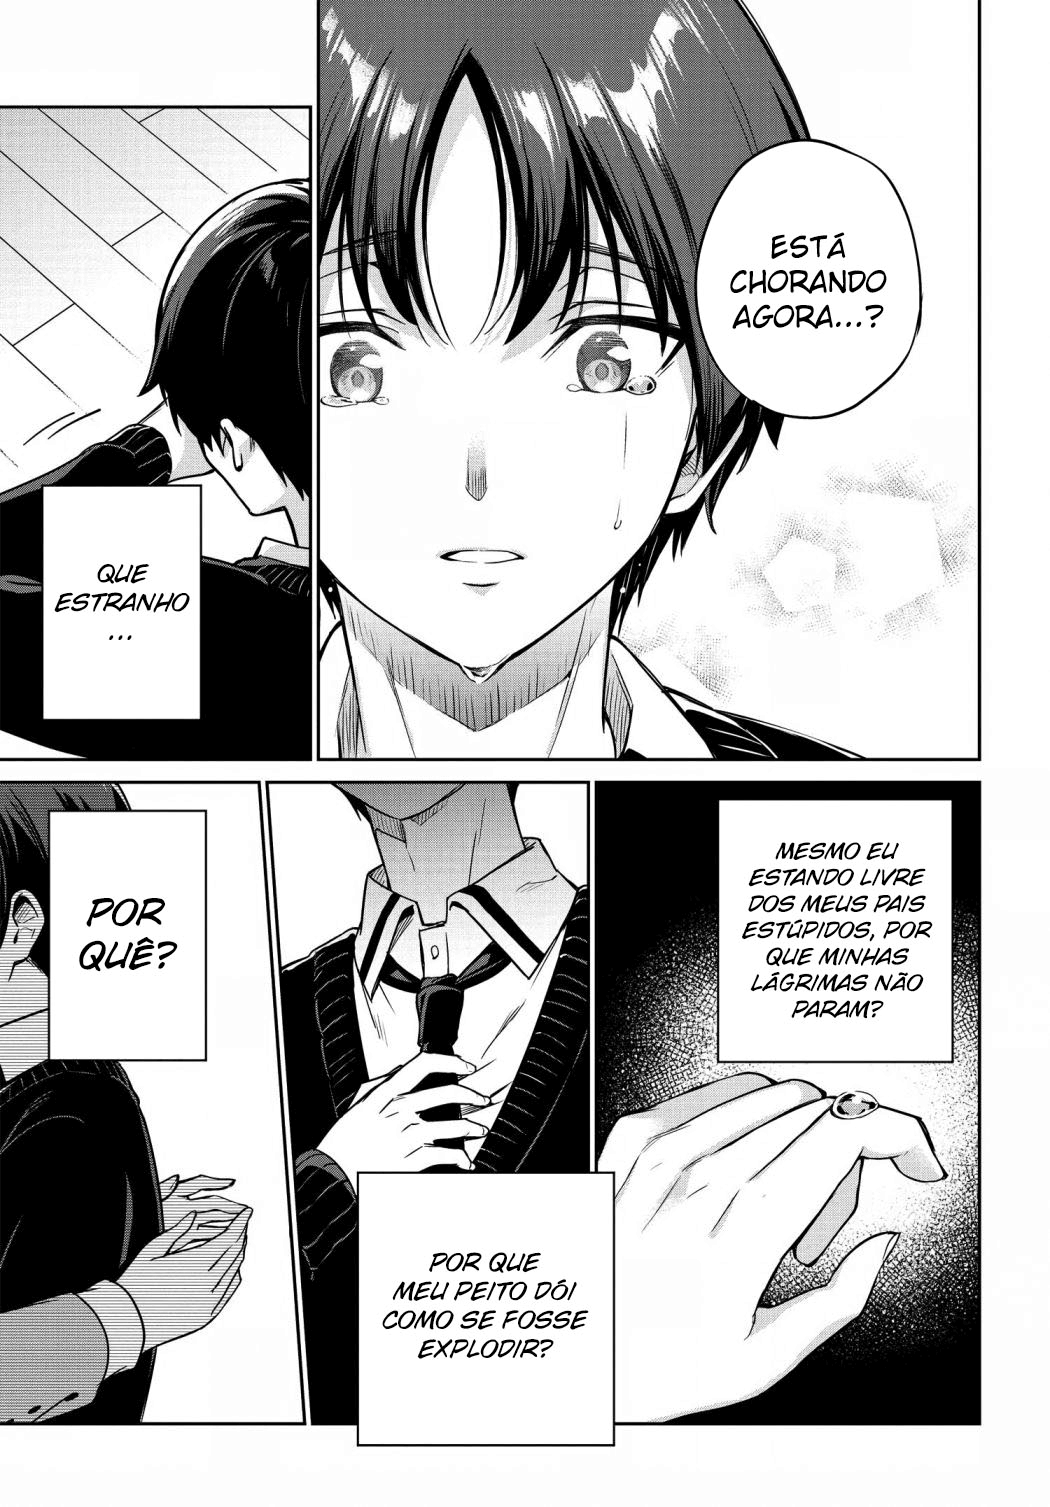 ESTÁ
CHORANDO
AGORA...?
QUE
ESTRANHO
...
MESMO EU
ESTANDO LIVRE
DOS MEUS PAIS
ESTÚPIDOS, POR
QUE MINHAS
LÁGRIMAS NÃO
PARAM?
POR QUE
MEU PEITO DÓI
COMO SE FOSSE
EXPLODIR?
POR
QUÊ?